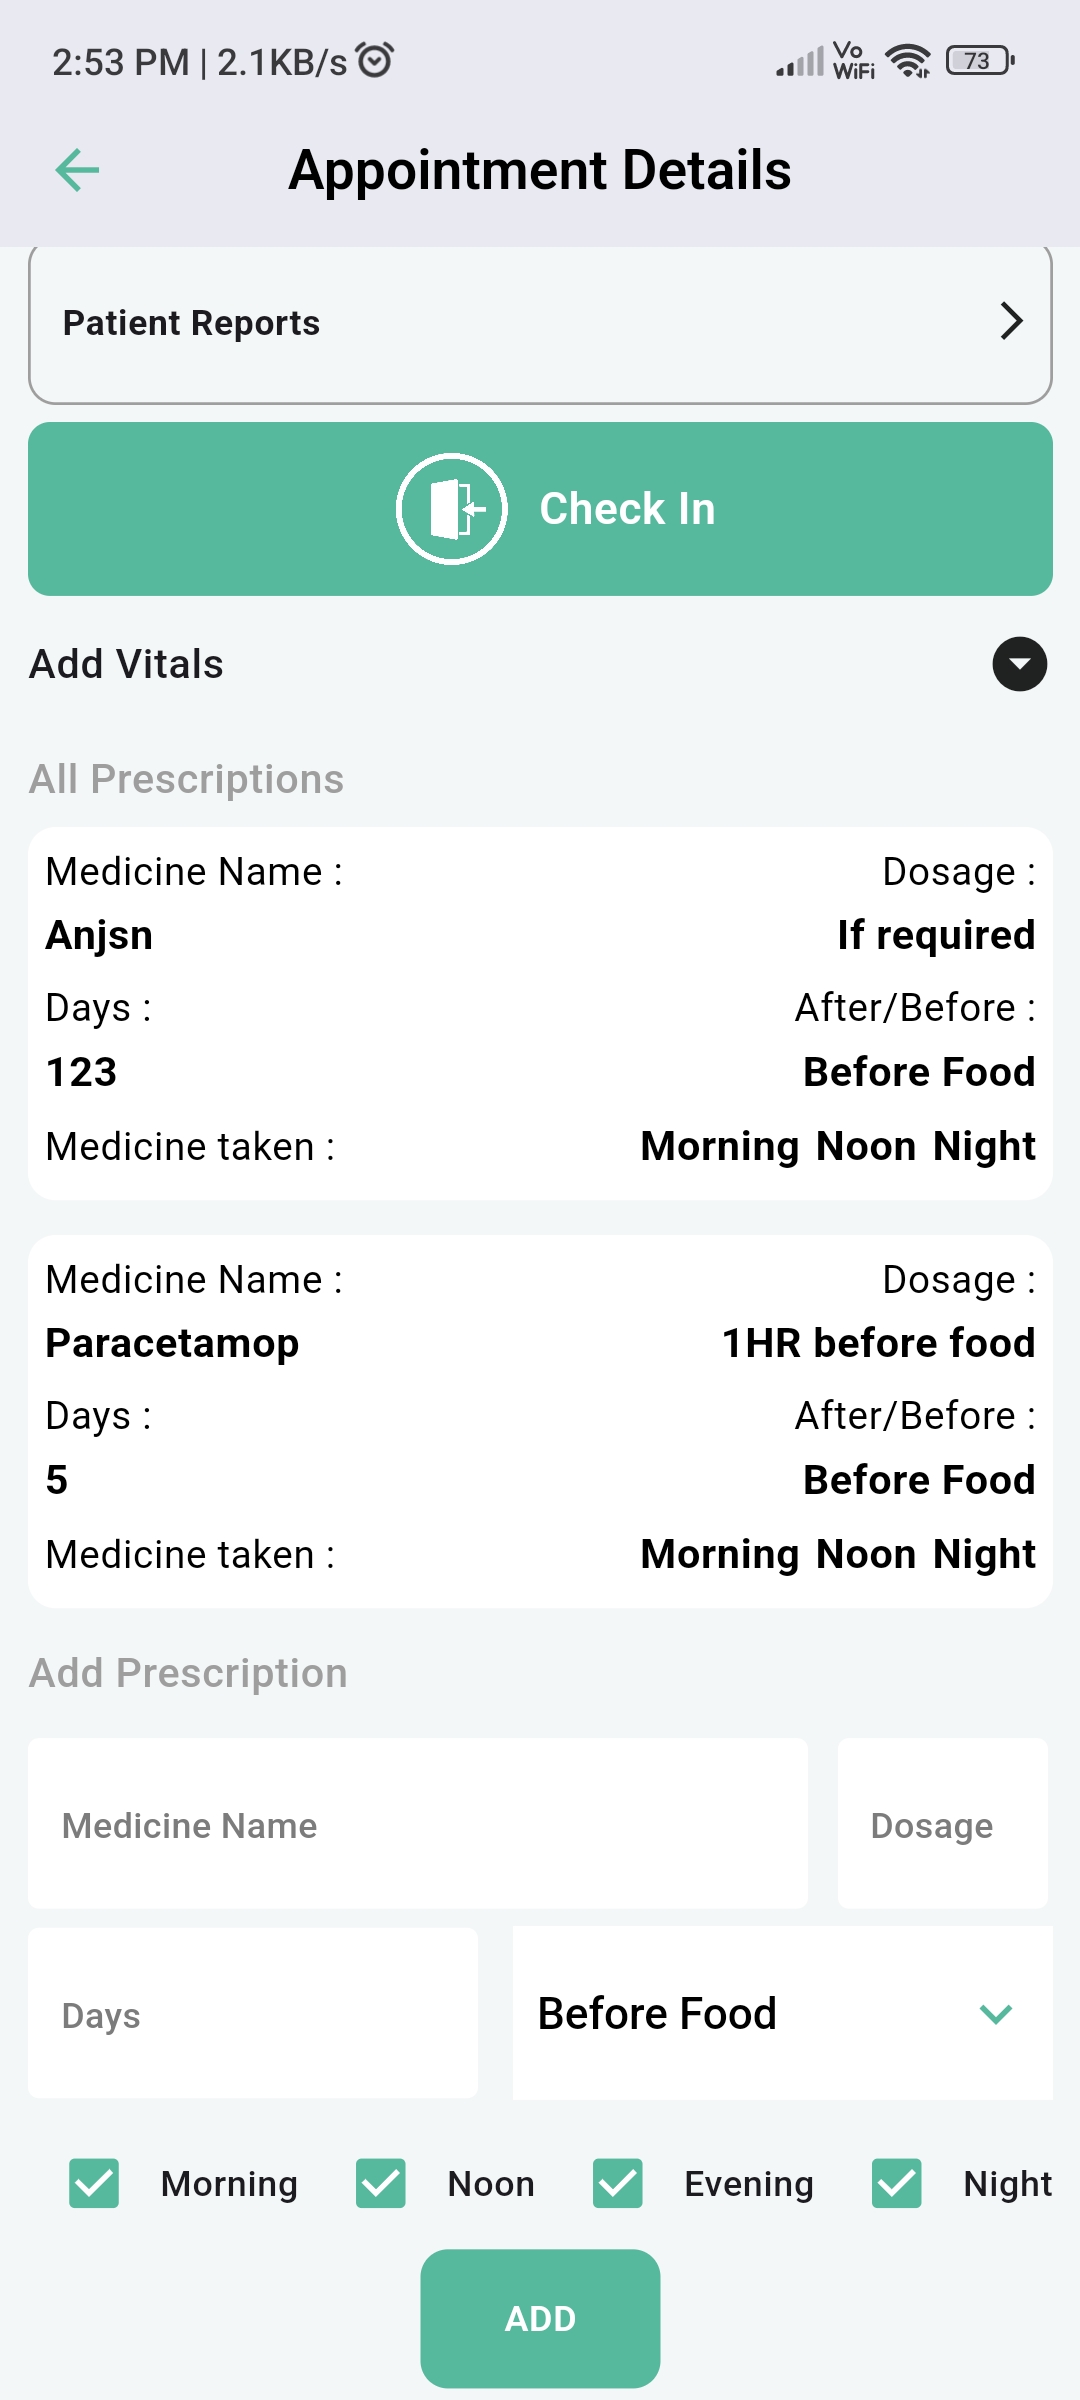 2:53 PM | 2.1KB/s Vo WiFi 73
Appointment Details
Patient Reports
Check In
Add Vitals
All Prescriptions
Medicine Name : Dosage :
Anjsn If required
Days : After/Before :
123 Before Food
Medicine taken : Morning Noon Night
Medicine Name : Dosage :
Paracetamop 1HR before food
Days : After/Before :
5 Before Food
Medicine taken : Morning Noon Night
Add Prescription
Medicine Name Dosage
Days Before Food
Morning Noon Evening Night
ADD